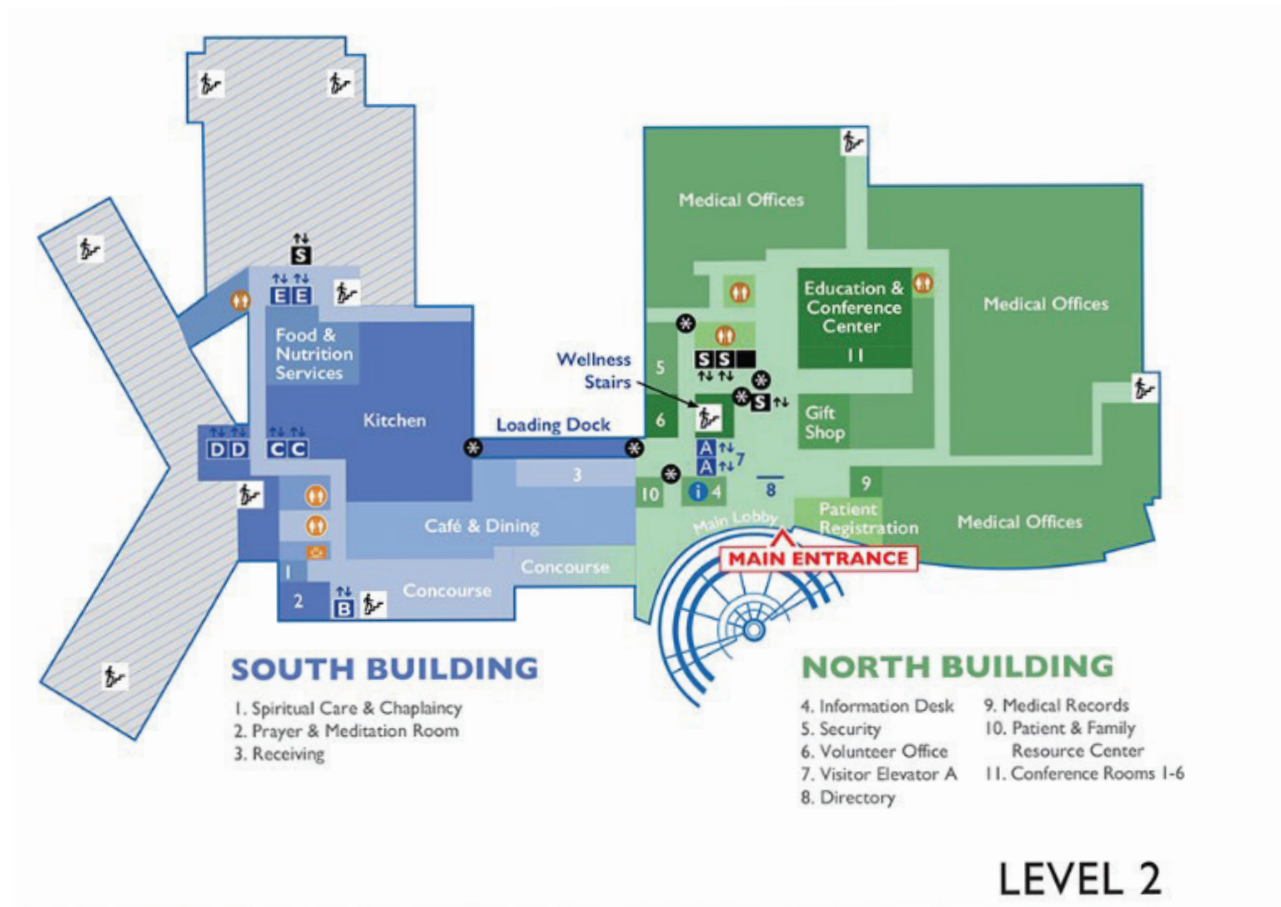 Medical Offices
S
E E
Education &
Conference
Center
11
Medical Offices
Food &
Nutrition
Services
Wellness
Stairs
5
S S
S
Kitchen
Loading Dock
6
Gift
Shop
D D C C
A
A
7
3
10
i 4
8
9
Café & Dining
Main Lobby
Patient
Registration
Medical Offices
MAIN ENTRANCE
Concourse
1
Concourse
2
B
SOUTH BUILDING
1. Spiritual Care & Chaplaincy
2. Prayer & Meditation Room
3. Receiving
NORTH BUILDING
4. Information Desk
5. Security
6. Volunteer Office
7. Visitor Elevator A
8. Directory
9. Medical Records
10. Patient & Family
Resource Center
11. Conference Rooms 1-6
LEVEL 2